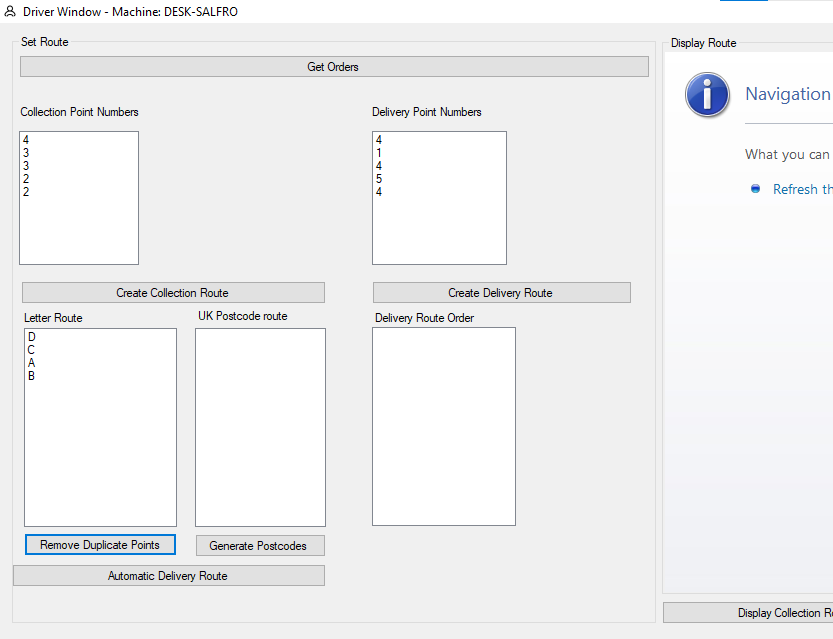 Driver Window - Machine: DESK-SALFRO
Set Route
Get Orders
Collection Point Numbers
4
3
3
2
2
Delivery Point Numbers
4
1
4
5
4
Create Collection Route
Create Delivery Route
Letter Route
D
C
A
B
UK Postcode route
Delivery Route Order
Remove Duplicate Points
Generate Postcodes
Automatic Delivery Route
Display Route
Navigation
What you can
Refresh th
Display Collection R